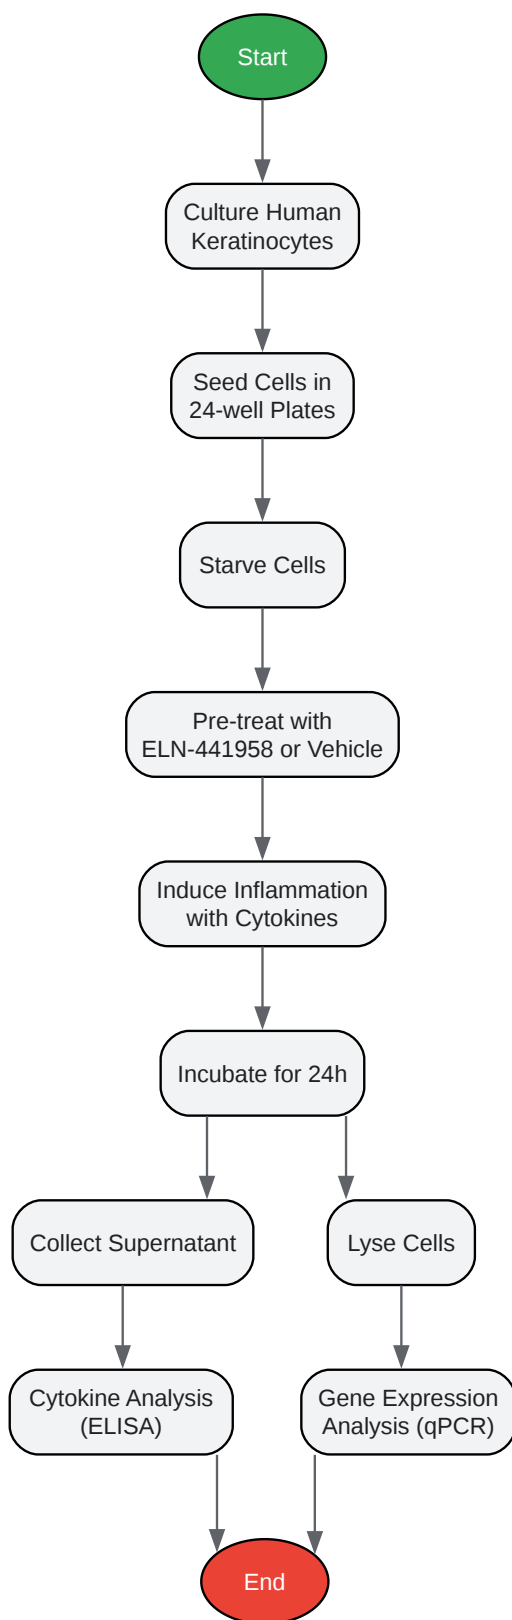 Start
Culture Human
Keratinocytes
Seed Cells in
24-well Plates
Starve Cells
Pre-treat with
ELN-441958 or Vehicle
Induce Inflammation
with Cytokines
Incubate for 24h
Collect Supernatant
Lyse Cells
Cytokine Analysis
(ELISA)
Gene Expression
Analysis (qPCR)
End